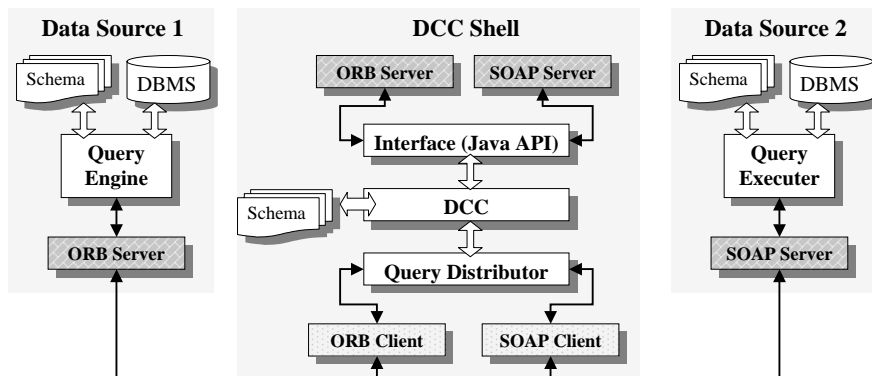 Data Source 1
Schema
DBMS
Query
Engine
ORB Server
DCC Shell
ORB Server
SOAP Server
Interface (Java API)
Schema
DCC
Query Distributor
ORB Client
SOAP Client
Data Source 2
Schema
DBMS
Query
Executer
SOAP Server